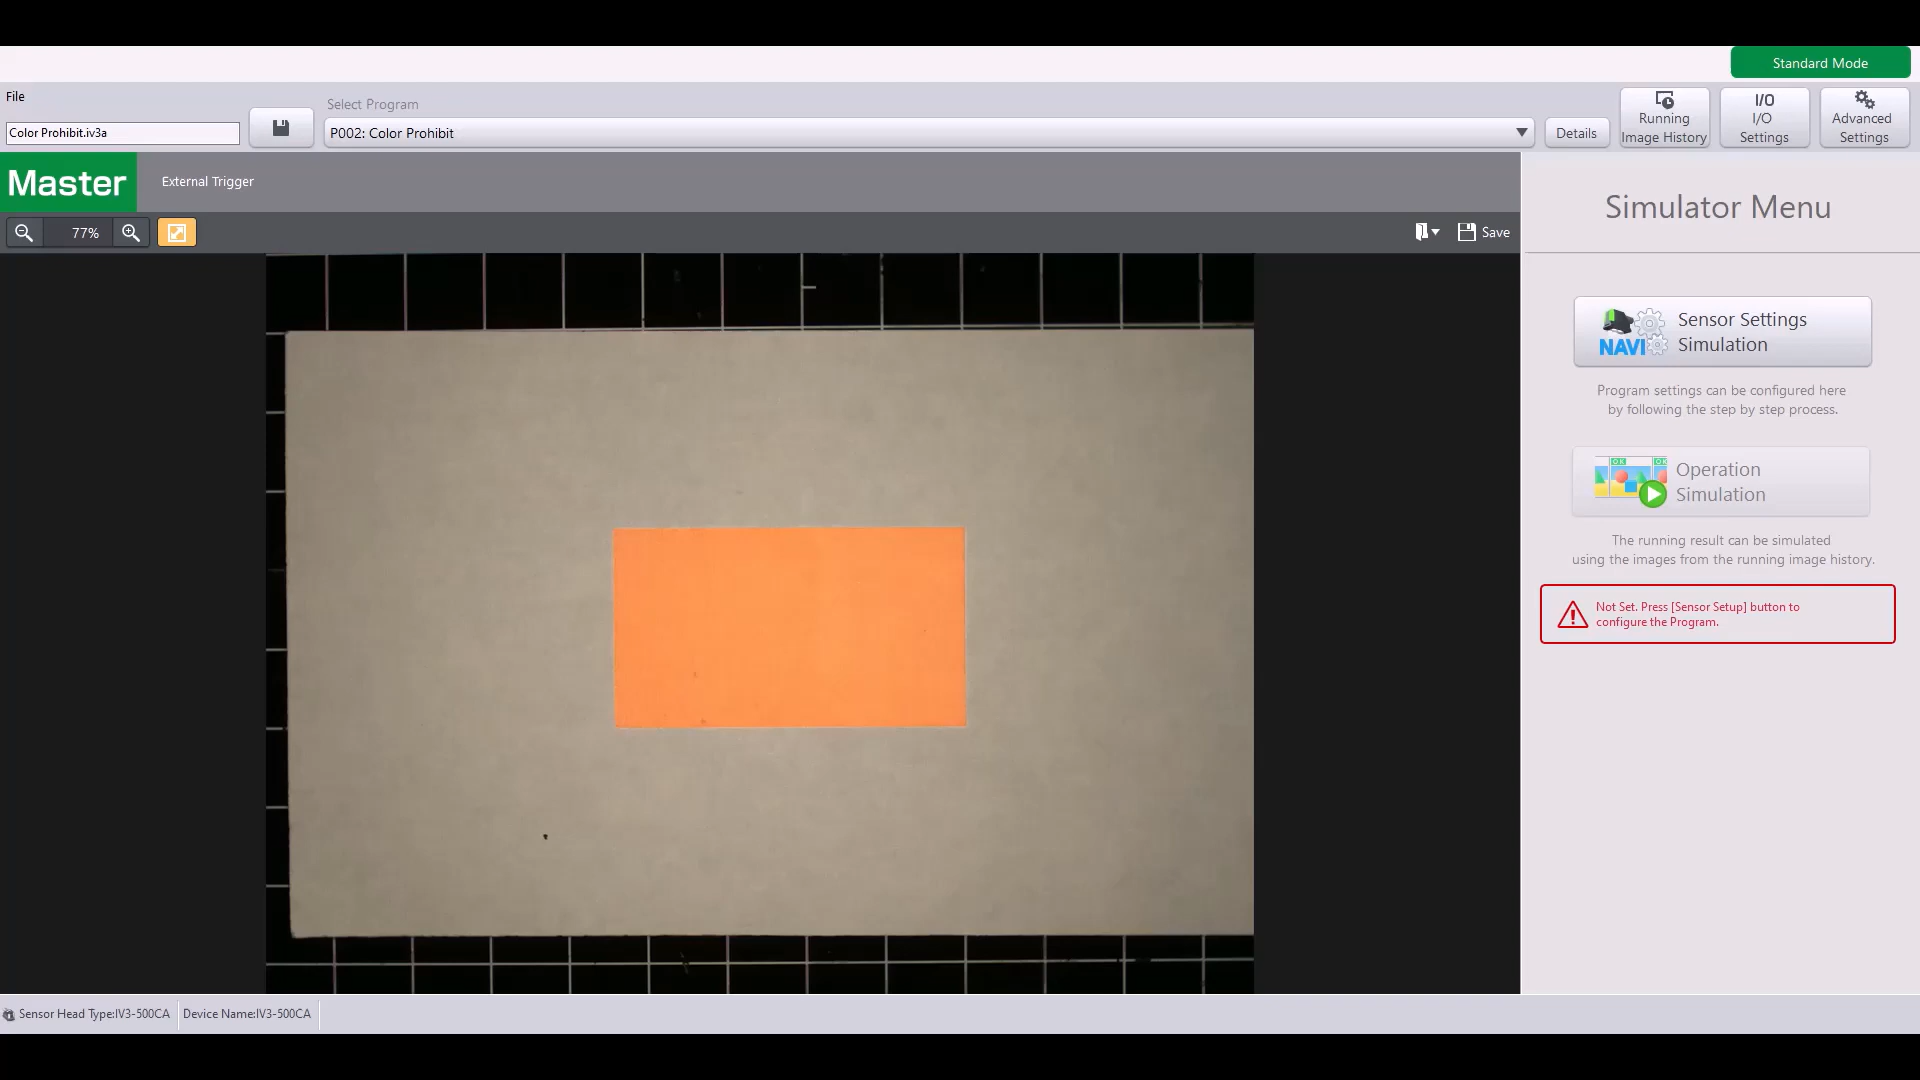 Standard Mode
File
Color Prohibit.iv3a
Select Program
P002: Color Prohibit
Details
Running
Image History
I/O
I/O
Settings
Advanced
Settings
Master
External Trigger
77%
Save
Simulator Menu
NAVI
Sensor Settings
Simulation
Program settings can be configured here
by following the step by step process.
OK
OK
Operation
Simulation
The running result can be simulated
using the images from the running image history.
Not Set. Press [Sensor Setup] button to
configure the Program.
Sensor Head Type:IV3-500CA
Device Name:IV3-500CA